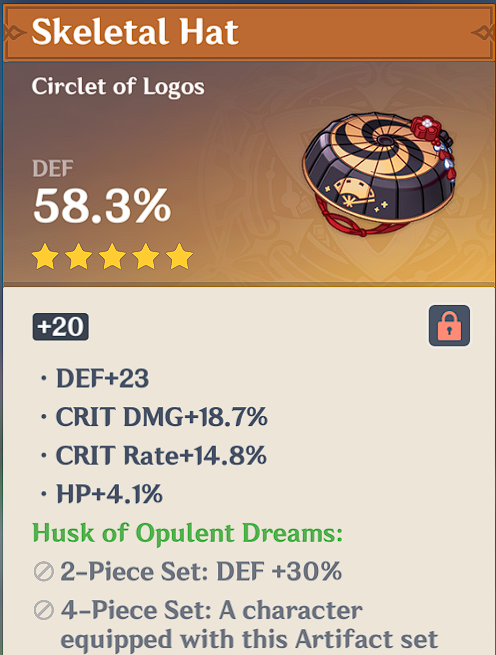 Skeletal Hat
Circlet of Logos
DEF
58.3%
+20
· DEF+23
· CRIT DMG+18.7%
· CRIT Rate+14.8%
· HP+4.1%
Husk of Opulent Dreams:
2-Piece Set: DEF +30%
4-Piece Set: A character
equipped with this Artifact set